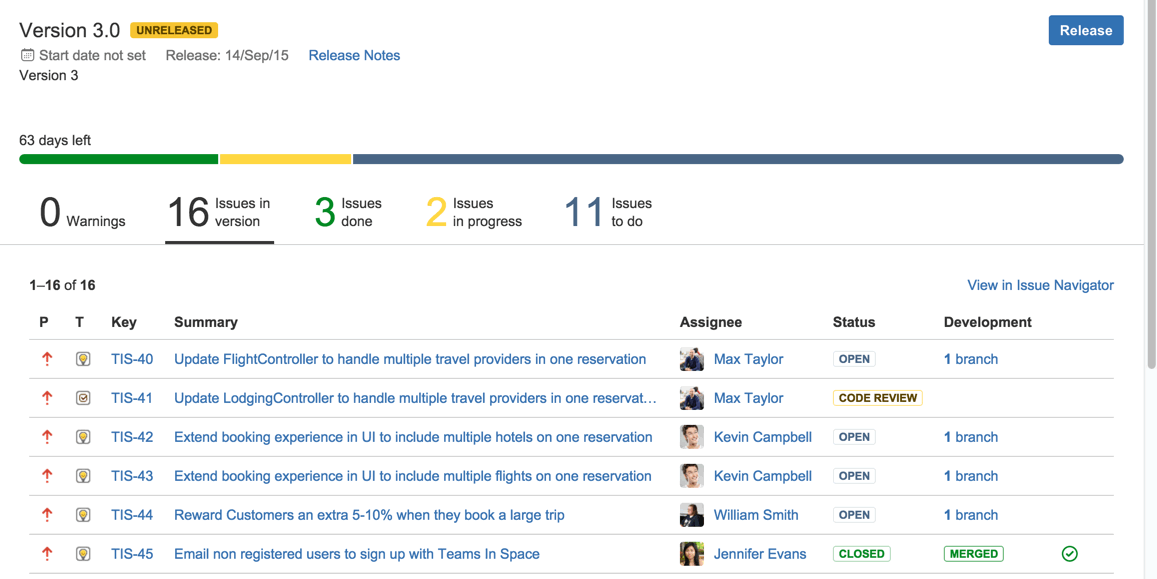 Version 3.0 UNRELEASED Release
Start date not set Release: 14/Sep/15 Release Notes
Version 3
63 days left
0 Warnings 16 Issues in version 3 Issues done 2 Issues in progress 11 Issues to do
1–16 of 16 View in Issue Navigator
P T Key Summary Assignee Status Development
TIS-40 Update FlightController to handle multiple travel providers in one reservation Max Taylor OPEN 1 branch
TIS-41 Update LodgingController to handle multiple travel providers in one reservat… Max Taylor CODE REVIEW
TIS-42 Extend booking experience in UI to include multiple hotels on one reservation Kevin Campbell OPEN 1 branch
TIS-43 Extend booking experience in UI to include multiple flights on one reservation Kevin Campbell OPEN 1 branch
TIS-44 Reward Customers an extra 5-10% when they book a large trip William Smith OPEN 1 branch
TIS-45 Email non registered users to sign up with Teams In Space Jennifer Evans CLOSED MERGED